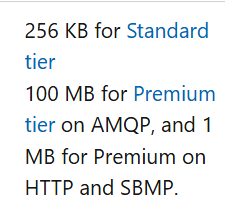 256 KB for Standard
tier
100 MB for Premium
tier on AMQP, and 1
MB for Premium on
HTTP and SBMP.